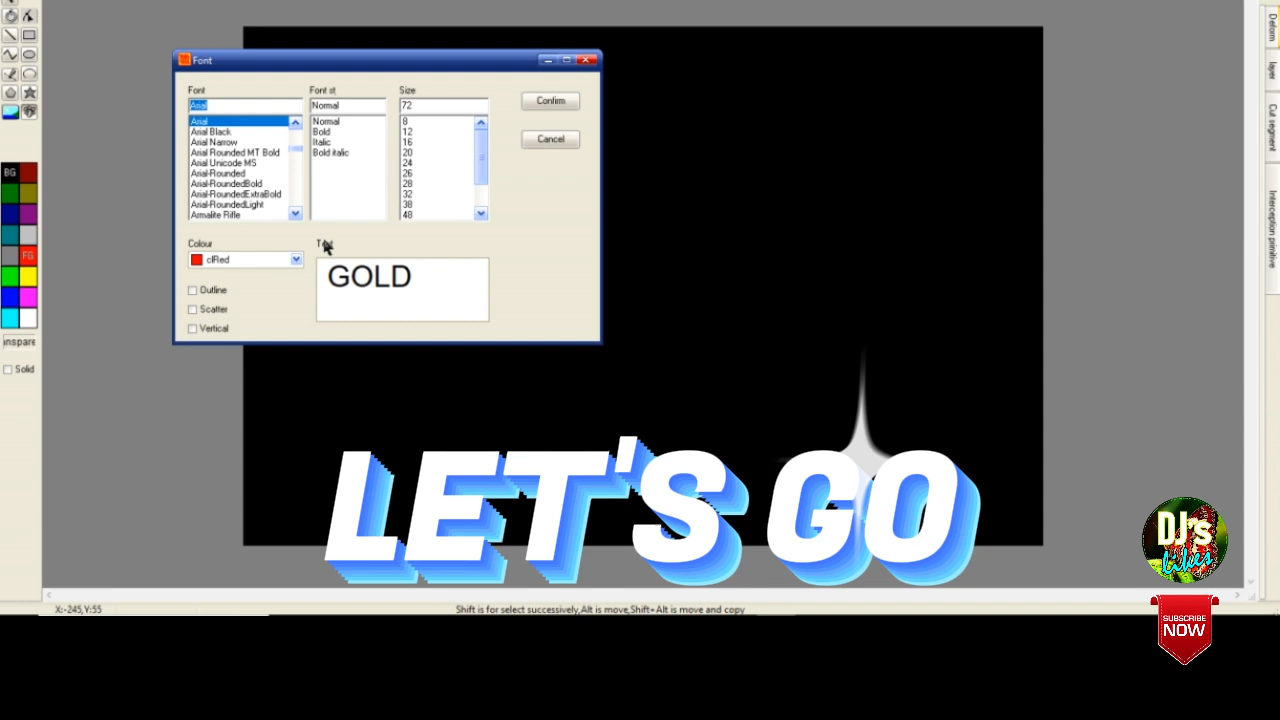 Font
Font
Font st
Size
Arial
Normal
72
Confirm
Arial
Arial Black
Arial Narrow
Arial Rounded MT Bold
Arial Unicode MS
Arial-Rounded
Arial-RoundedBold
Arial-RoundedExtraBold
Arial-RoundedLight
Armalite Rifle
Normal
Bold
Italic
Bold italic
8
12
16
20
24
26
28
32
38
48
Cancel
Colour
clRed
GOLD
Outline
Scatter
Vertical
BG
FG
Solid
Deform
layer
Cut segment
Interception primitive
LET'S GO
DJ's
likes
SUBSCRIBE
NOW
X:-245,Y:55
Shift is for select successively,Alt is move,Shift+Alt is move and copy